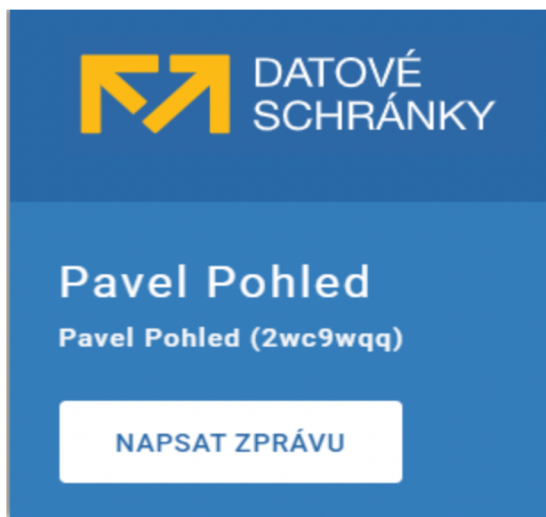 DATOVÉ
SCHRÁNKY
Pavel Pohled
Pavel Pohled (2wc9wqq)
NAPSAT ZPRÁVU